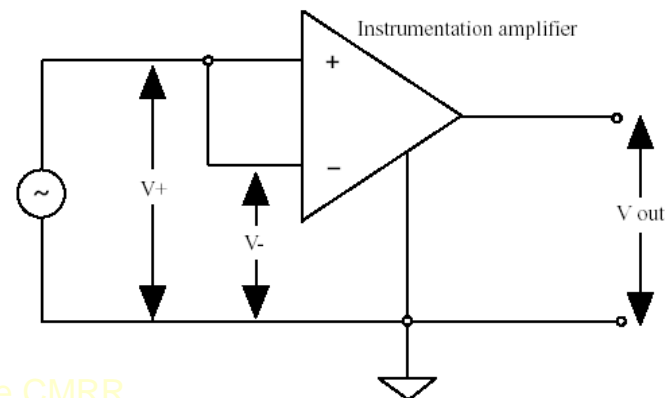 Instrumentation amplifier
+
~
V+
−
V-
V out
e CMRR